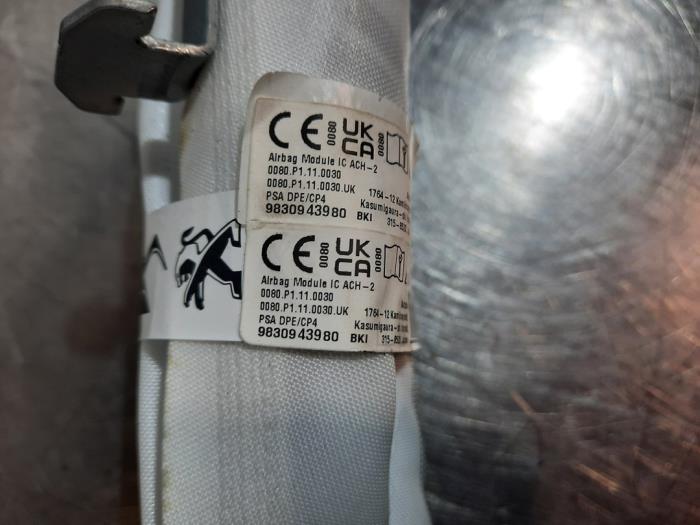 CE 0080 UK CA 0080
Airbag Module IC ACH-2
0080.P1.11.0030
0080.P1.11.0030.UK 1764-12
PSA DPE/CP4 Kasumigaura-
9830943980 BKI 315-
CE 0080 UK CA 0080
Airbag Module IC ACH-2
0080.P1.11.0030
0080.P1.11.0030.UK 1764-12
PSA DPE/CP4 Kasumigaura-
9830943980 BKI 315-